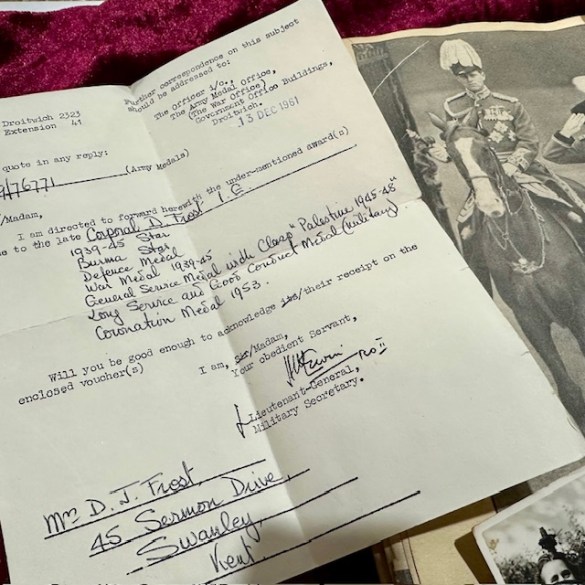 Droitwich 2323
Extension 41
Further correspondence on this subject
should be addressed to:
The Officer i/c.,
The Army Medal Office,
(The War Office)
Government Office Buildings,
Droitwich.
13 DEC 1961
quote in any reply:
/76771 (Army Medals)
/Madam,
I am directed to forward herewith the under-mentioned award(s)
to the late Corporal D. Frost
1939-45 Star
Burma Star
Defence Medal
War Medal 1939-45
General Service Medal with Clasp "Palestine 1945-48"
Long Service and Good Conduct Medal (Military)
Coronation Medal 1953.
Will you be good enough to acknowledge its/their receipt on the
enclosed voucher(s)
I am, Sir/Madam,
Your obedient Servant,
Lieutenant-General,
Military Secretary.
Mrs D. J. Frost,
45 Sermon Drive,
Swanley,
Kent.